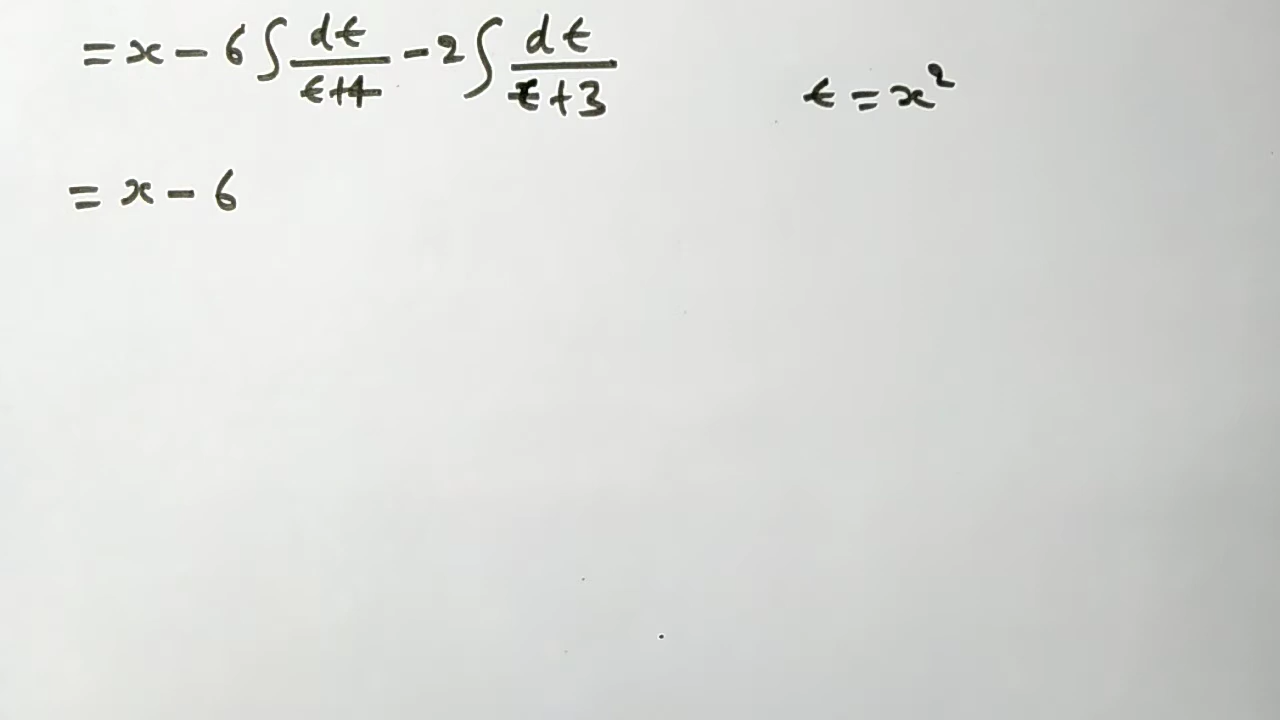 = x - 6 ∫ dt/(t+4) - 2 ∫ dt/(t+3)
t = x²
= x - 6